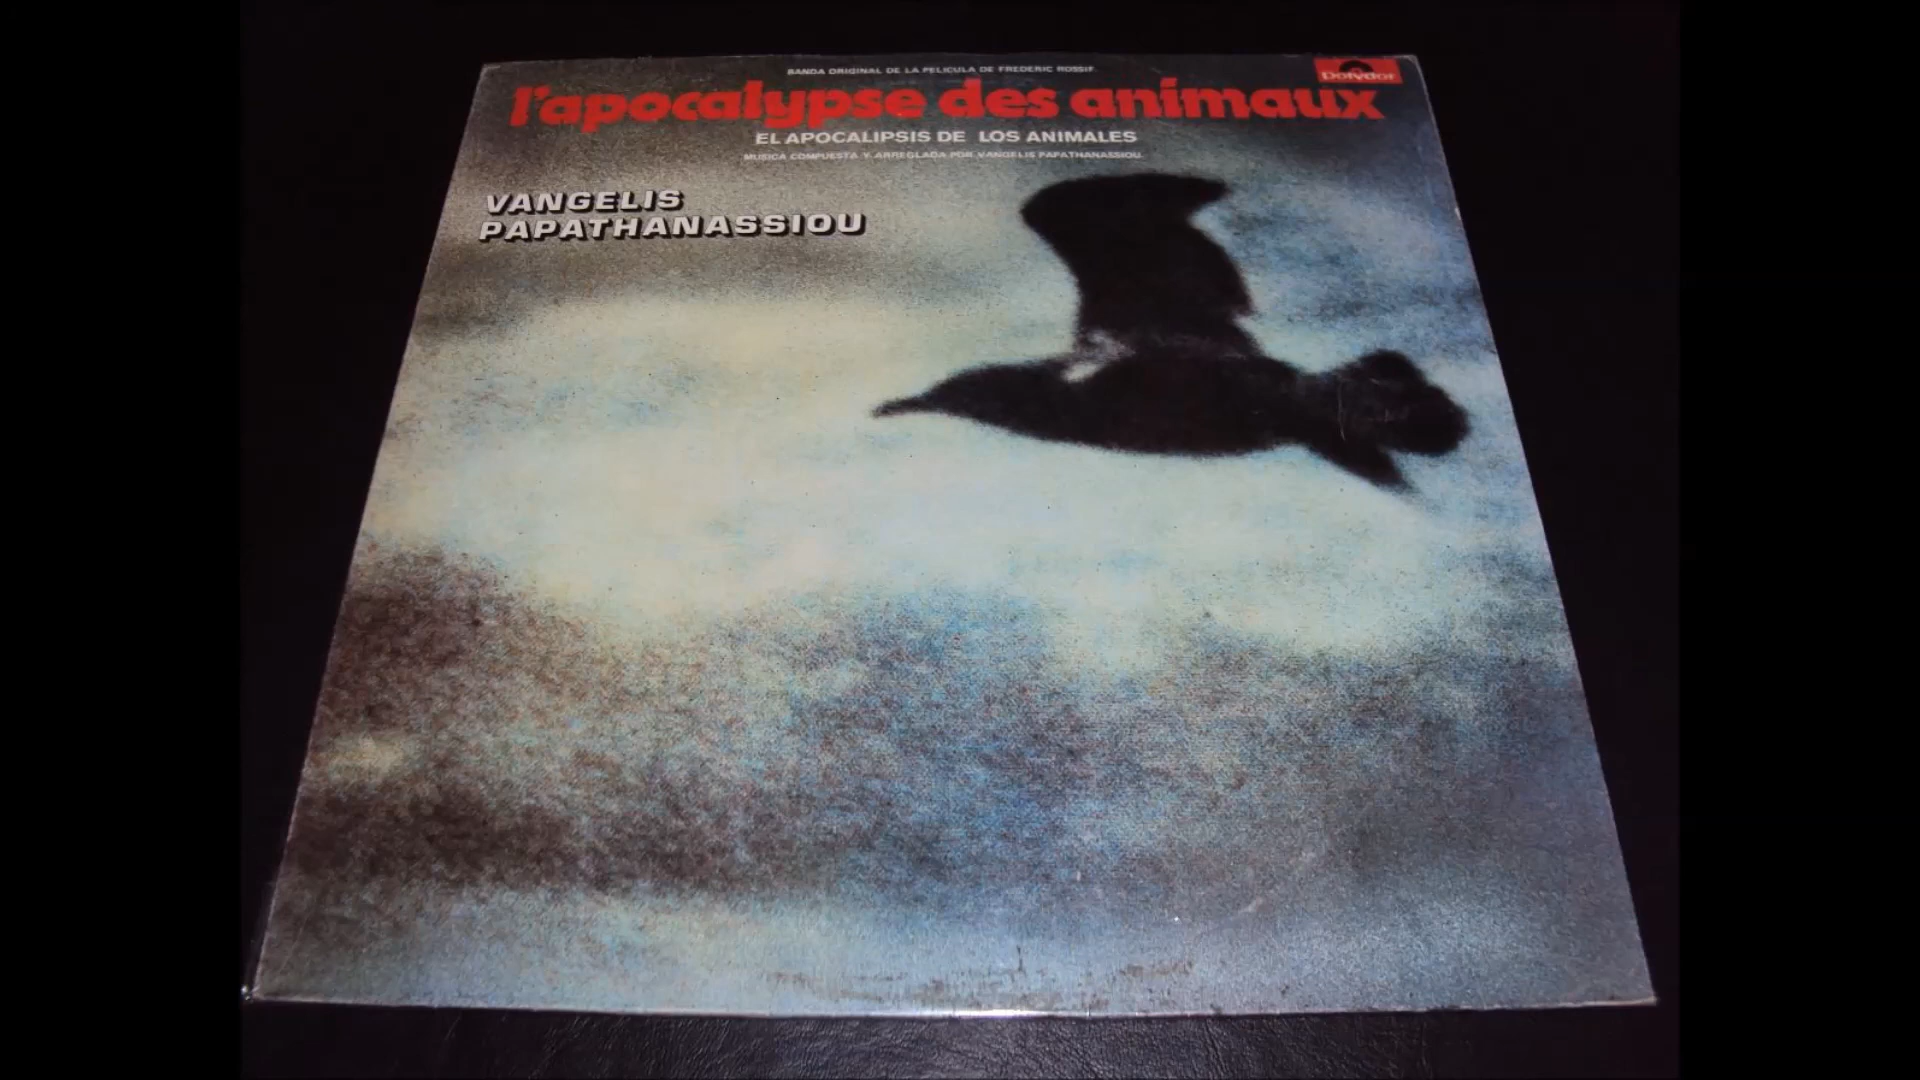 BANDA ORIGINAL DE LA PELICULA DE FREDERIC ROSSIF.
Polydor
l'apocalypse des animaux
EL APOCALIPSIS DE LOS ANIMALES
MUSICA COMPUESTA Y ARREGLADA POR VANGELIS PAPATHANASSIOU.
VANGELIS
PAPATHANASSIOU